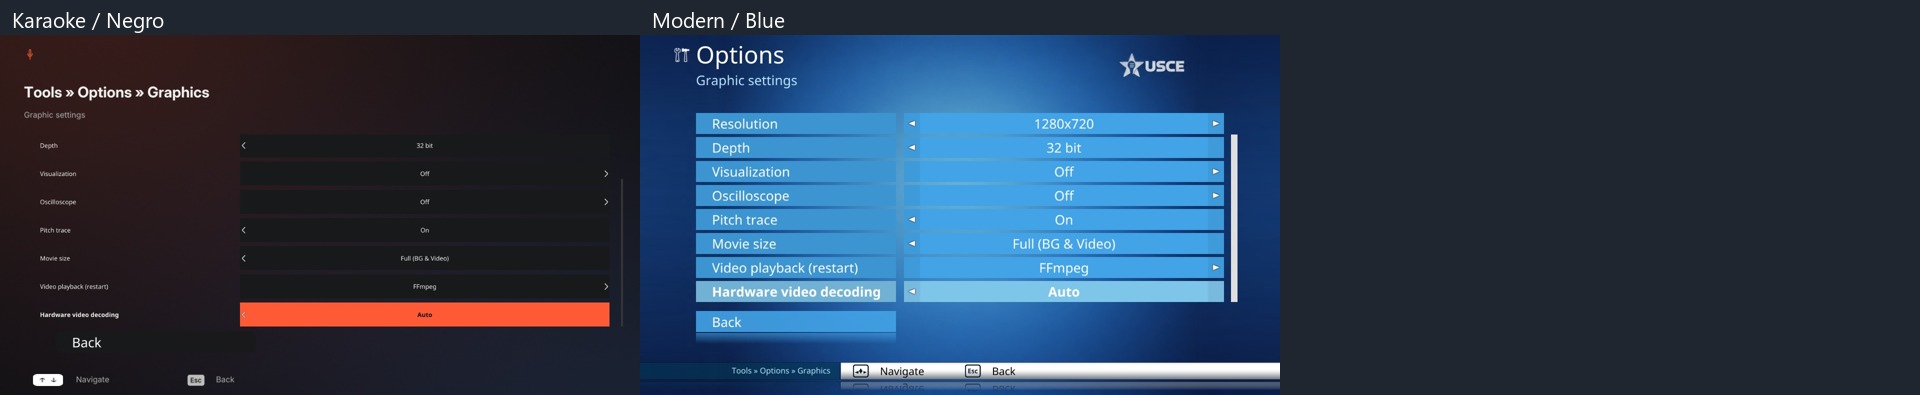 Karaoke / Negro
Tools » Options » Graphics
Graphic settings
Depth 32 bit
Visualization Off
Oscilloscope Off
Pitch trace On
Movie size Full (BG & Video)
Video playback (restart) FFmpeg
Hardware video decoding Auto
Back
Navigate Esc Back
Modern / Blue
Options
Graphic settings
USCE
Resolution 1280x720
Depth 32 bit
Visualization Off
Oscilloscope Off
Pitch trace On
Movie size Full (BG & Video)
Video playback (restart) FFmpeg
Hardware video decoding Auto
Back
Tools » Options » Graphics Navigate Esc Back